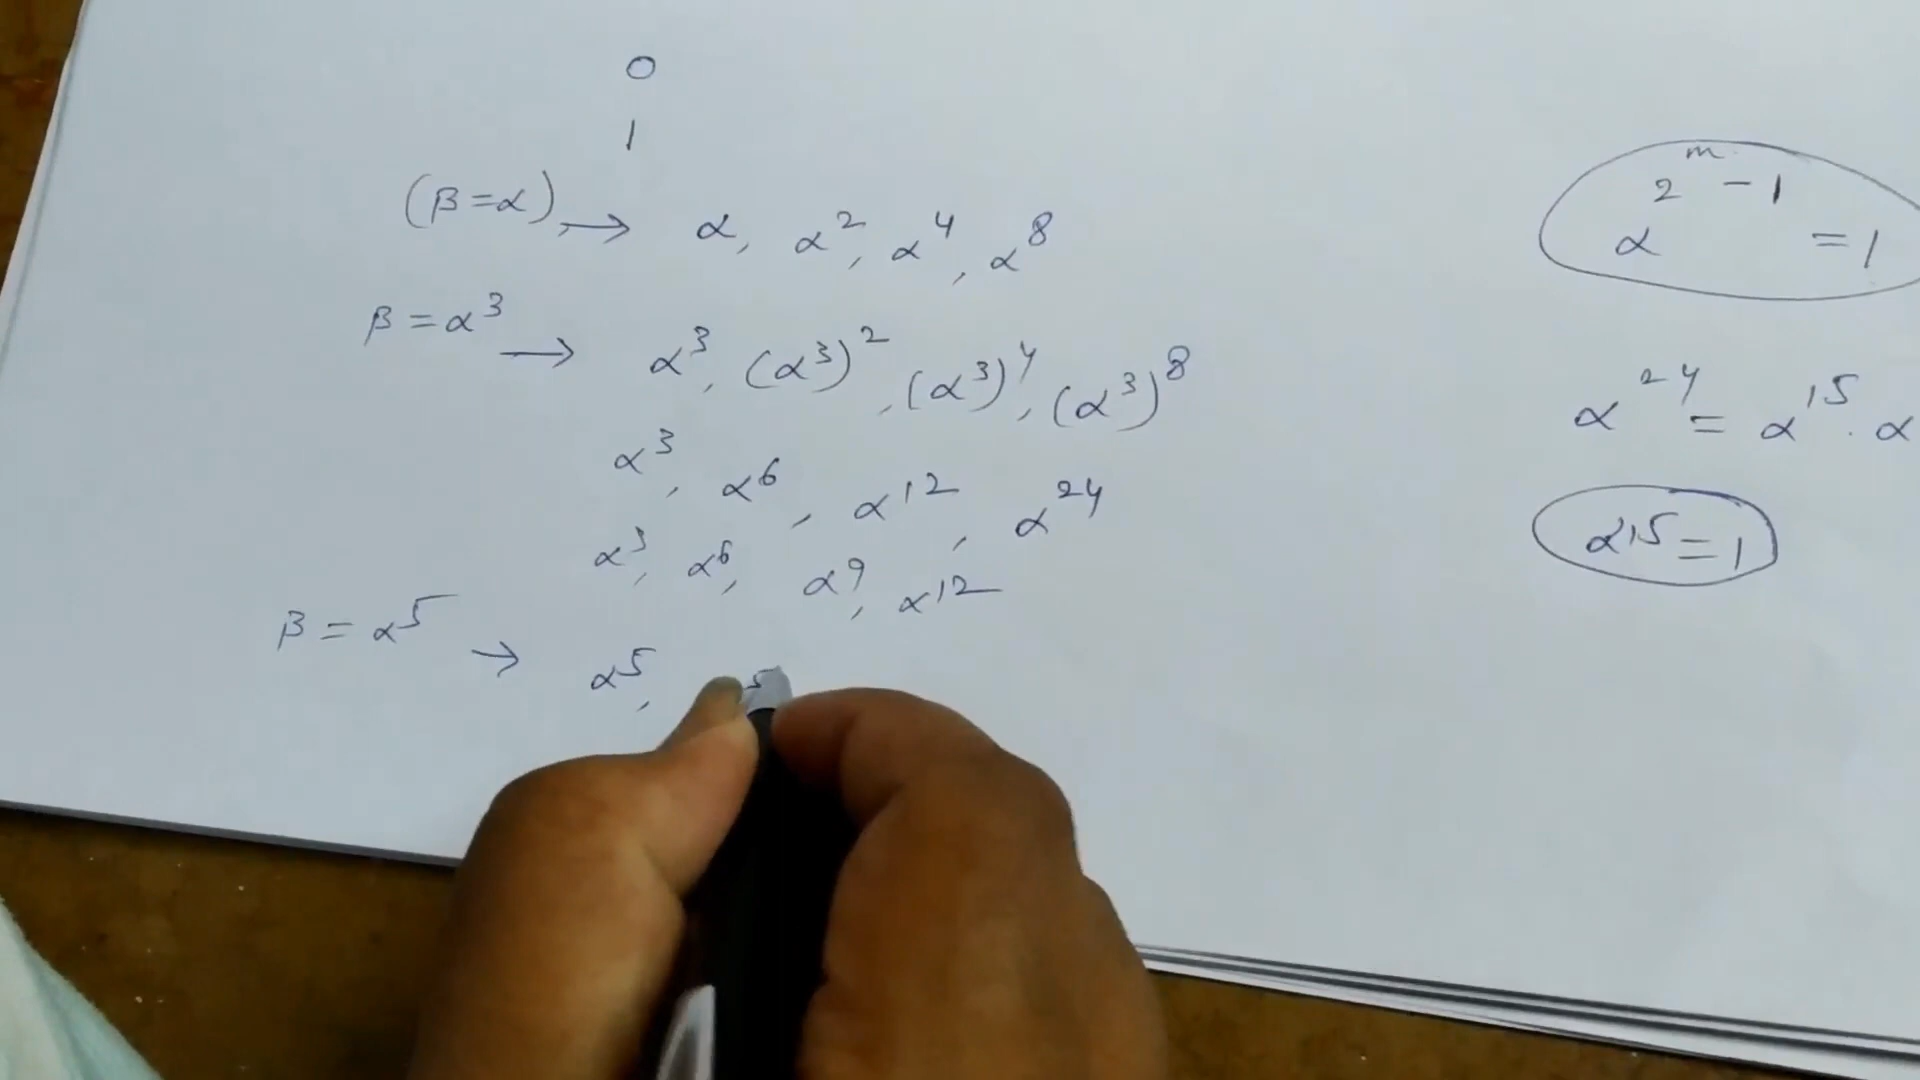 0
1
(β = α) → α, α², α⁴, α⁸
β = α³ → α³, (α³)², (α³)⁴, (α³)⁸
α³, α⁶, α¹², α²⁴
α³, α⁶, α⁹, α¹²
β = α⁵ → α⁵,
α^(2^m - 1) = 1
α²⁴ = α¹⁵ . α
α¹⁵ = 1